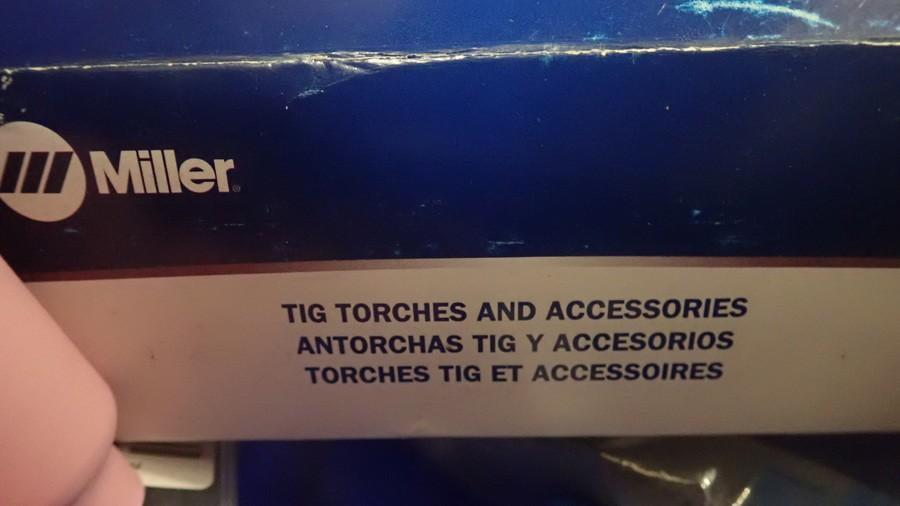 Miller®
TIG TORCHES AND ACCESSORIES
ANTORCHAS TIG Y ACCESORIOS
TORCHES TIG ET ACCESSOIRES